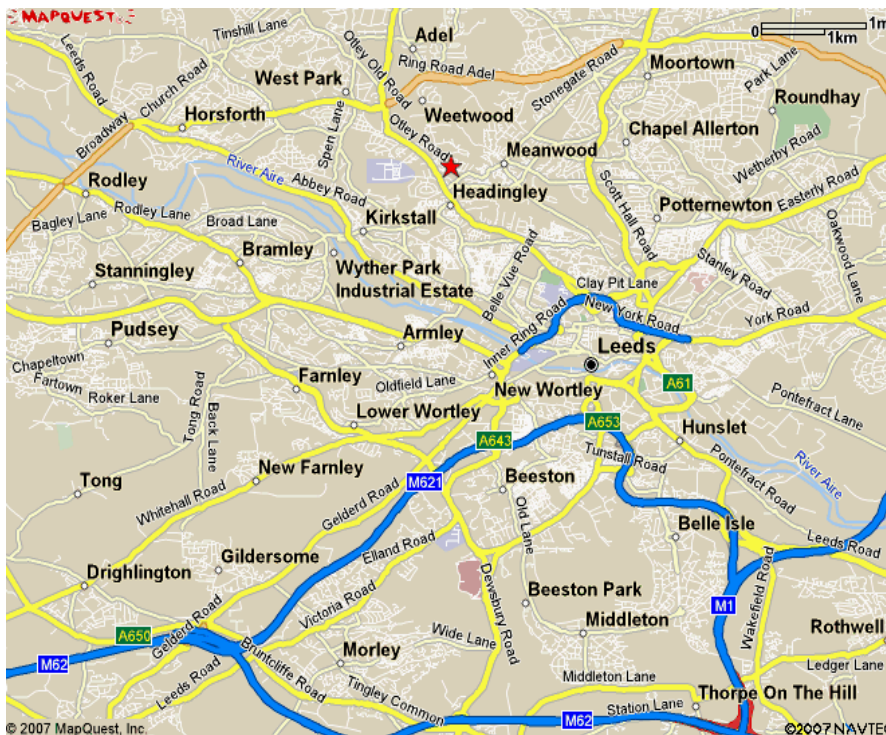 MAPQUEST
Tinshill Lane
Adel
0
1m
1km
Leeds Road
Otley Old Road
Ring Road Adel
Stonegate Road
Moortown
Park Lane
West Park
Church Road
Weetwood
Roundhay
Horsforth
Broadway
Spen Lane
Otley Road
Meanwood
Chapel Allerton
Wetherby Road
River Aire
Abbey Road
Headingley
Easterly Road
Rodley
Rodley Lane
Bagley Lane
Broad Lane
Kirkstall
Scott Hall Road
Potternewton
Oakwood Lane
Bramley
Stanningley
Wyther Park
Industrial Estate
Belle Vue Road
Clay Pit Lane
Stanley Road
New York Road
York Road
Pudsey
Armley
Inner Ring Road
Leeds
Chapeltown
Fartown
Roker Lane
Farnley
Oldfield Lane
New Wortley
A61
Pontefract Lane
Tong Road
Back Lane
Lower Wortley
A643
A653
Hunslet
Tunstall Road
Pontefract Road
River Aire
Tong
New Farnley
Whitehall Road
M621
Beeston
Gelderd Road
Old Lane
Belle Isle
Leeds Road
Elland Road
Gildersome
Drighlington
Victoria Road
Dewsbury Road
Beeston Park
M1
Wakefield Road
Middleton
Rothwell
A650
Gelderd Road
M62
Leeds Road
Bruntcliffe Road
Morley
Wide Lane
Middleton Lane
Ledger Lane
Tingley Common
M62
Station Lane
Thorpe On The Hill
© 2007 MapQuest, Inc.
©2007 NAVTEQ